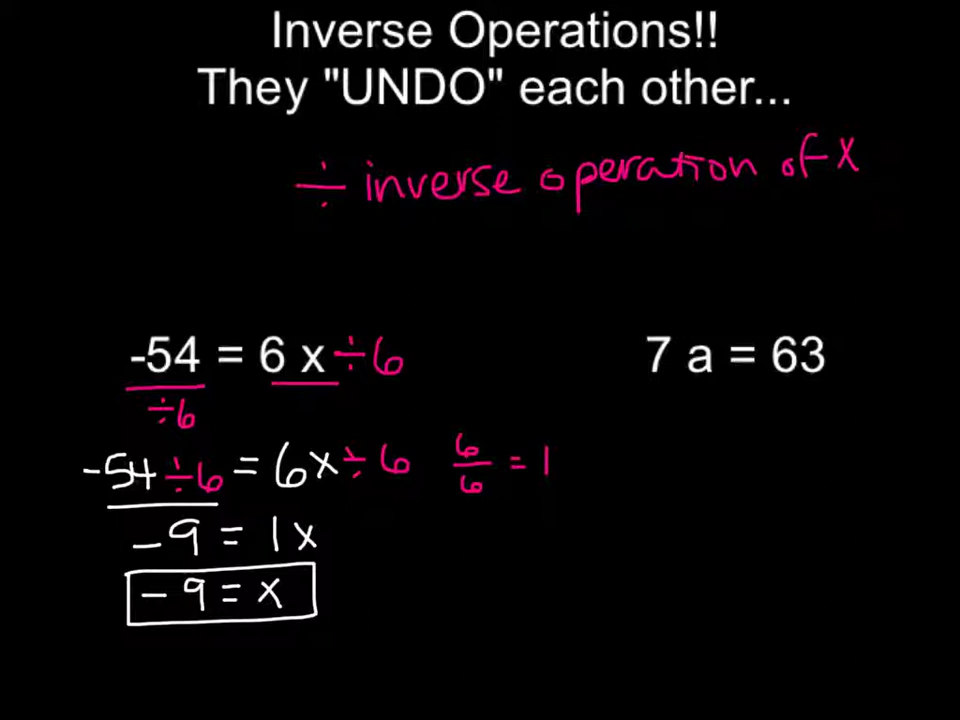 Inverse Operations!!
They "UNDO" each other...
÷ inverse operation of x
-54 = 6 x ÷6
÷6
-54 ÷6 = 6x ÷ 6 6/6 = 1
-9 = 1x
-9 = x
7 a = 63